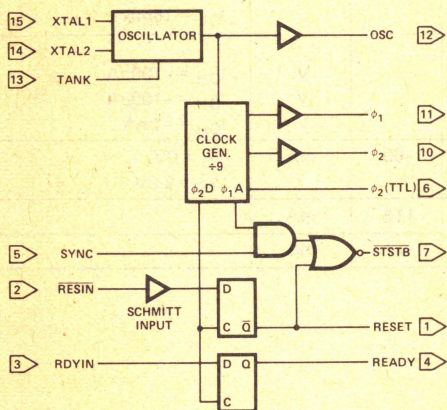 15 XTAL1
OSCILLATOR
OSC 12
14 XTAL2
13 TANK
CLOCK
GEN.
÷9
ϕ1 11
ϕ2 10
ϕ2(TTL) 6
ϕ2D ϕ1A
5 SYNC
STSTB 7
2 RESIN
SCHMITT
INPUT
D
C Q̅
RESET 1
3 RDYIN
D Q
READY 4
C